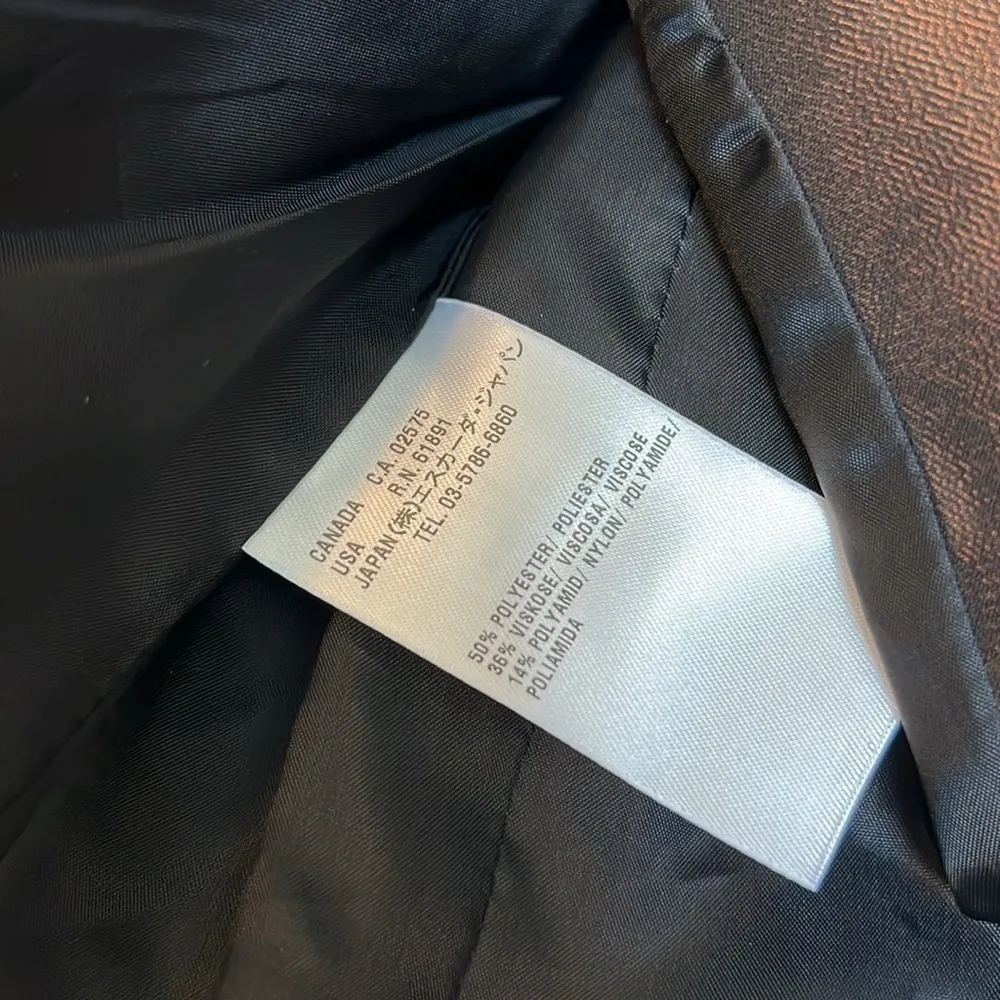 CANADA C.A. 02575
USA R.N. 61891
JAPAN(株)エスカーダ・ジャパン
TEL. 03-5786-6860
50% POLYESTER/ POLIESTER
36% VISKOSE/ VISCOSA/ VISCOSE
14% POLYAMID/ NYLON/ POLYAMIDE/
POLIAMIDA